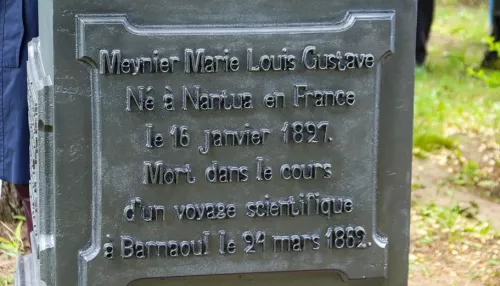 Meynier Marie Louis Gustave
Né à Nantua en France
le 16 janvier 1827.
Mort dans le cours
d'un voyage scientifique
à Barnaoul le 24 mars 1862.